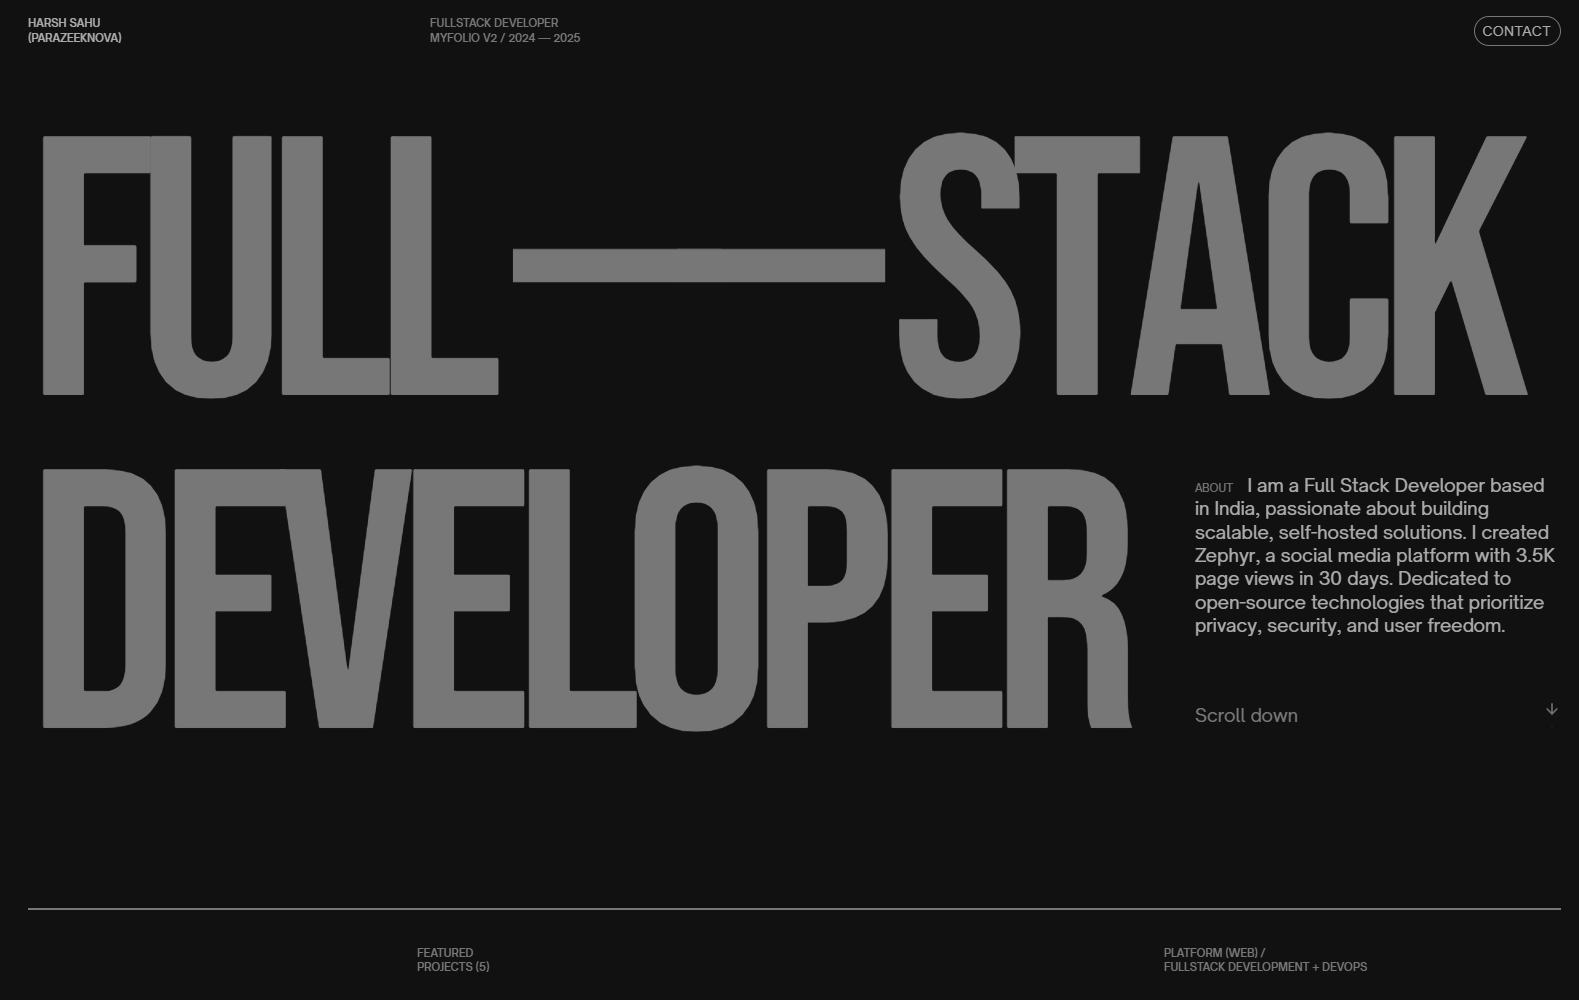 HARSH SAHU
(PARAZEEKNOVA)
FULLSTACK DEVELOPER
MYFOLIO V2 / 2024 — 2025
CONTACT
FULL — STACK
DEVELOPER
ABOUT I am a Full Stack Developer based
in India, passionate about building
scalable, self-hosted solutions. I created
Zephyr, a social media platform with 3.5K
page views in 30 days. Dedicated to
open-source technologies that prioritize
privacy, security, and user freedom.
Scroll down
FEATURED
PROJECTS (5)
PLATFORM (WEB) /
FULLSTACK DEVELOPMENT + DEVOPS